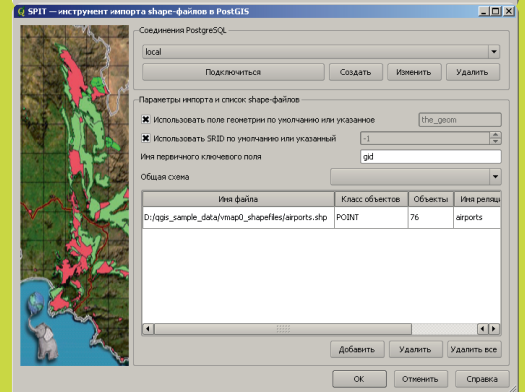 SPIT — инструмент импорта shape-файлов в PostGIS
Соединения PostgreSQL
local
Подключиться Создать Изменить Удалить
Параметры импорта и список shape-файлов
Использовать поле геометрии по умолчанию или указанное the_geom
Использовать SRID по умолчанию или указанный -1
Имя первичного ключевого поля gid
Общая схема
Имя файла Класс объектов Объекты Имя реляци
D:/qgis_sample_data/vmap0_shapefiles/airports.shp POINT 76 airports
Добавить Удалить Удалить все
OK Отменить Справка